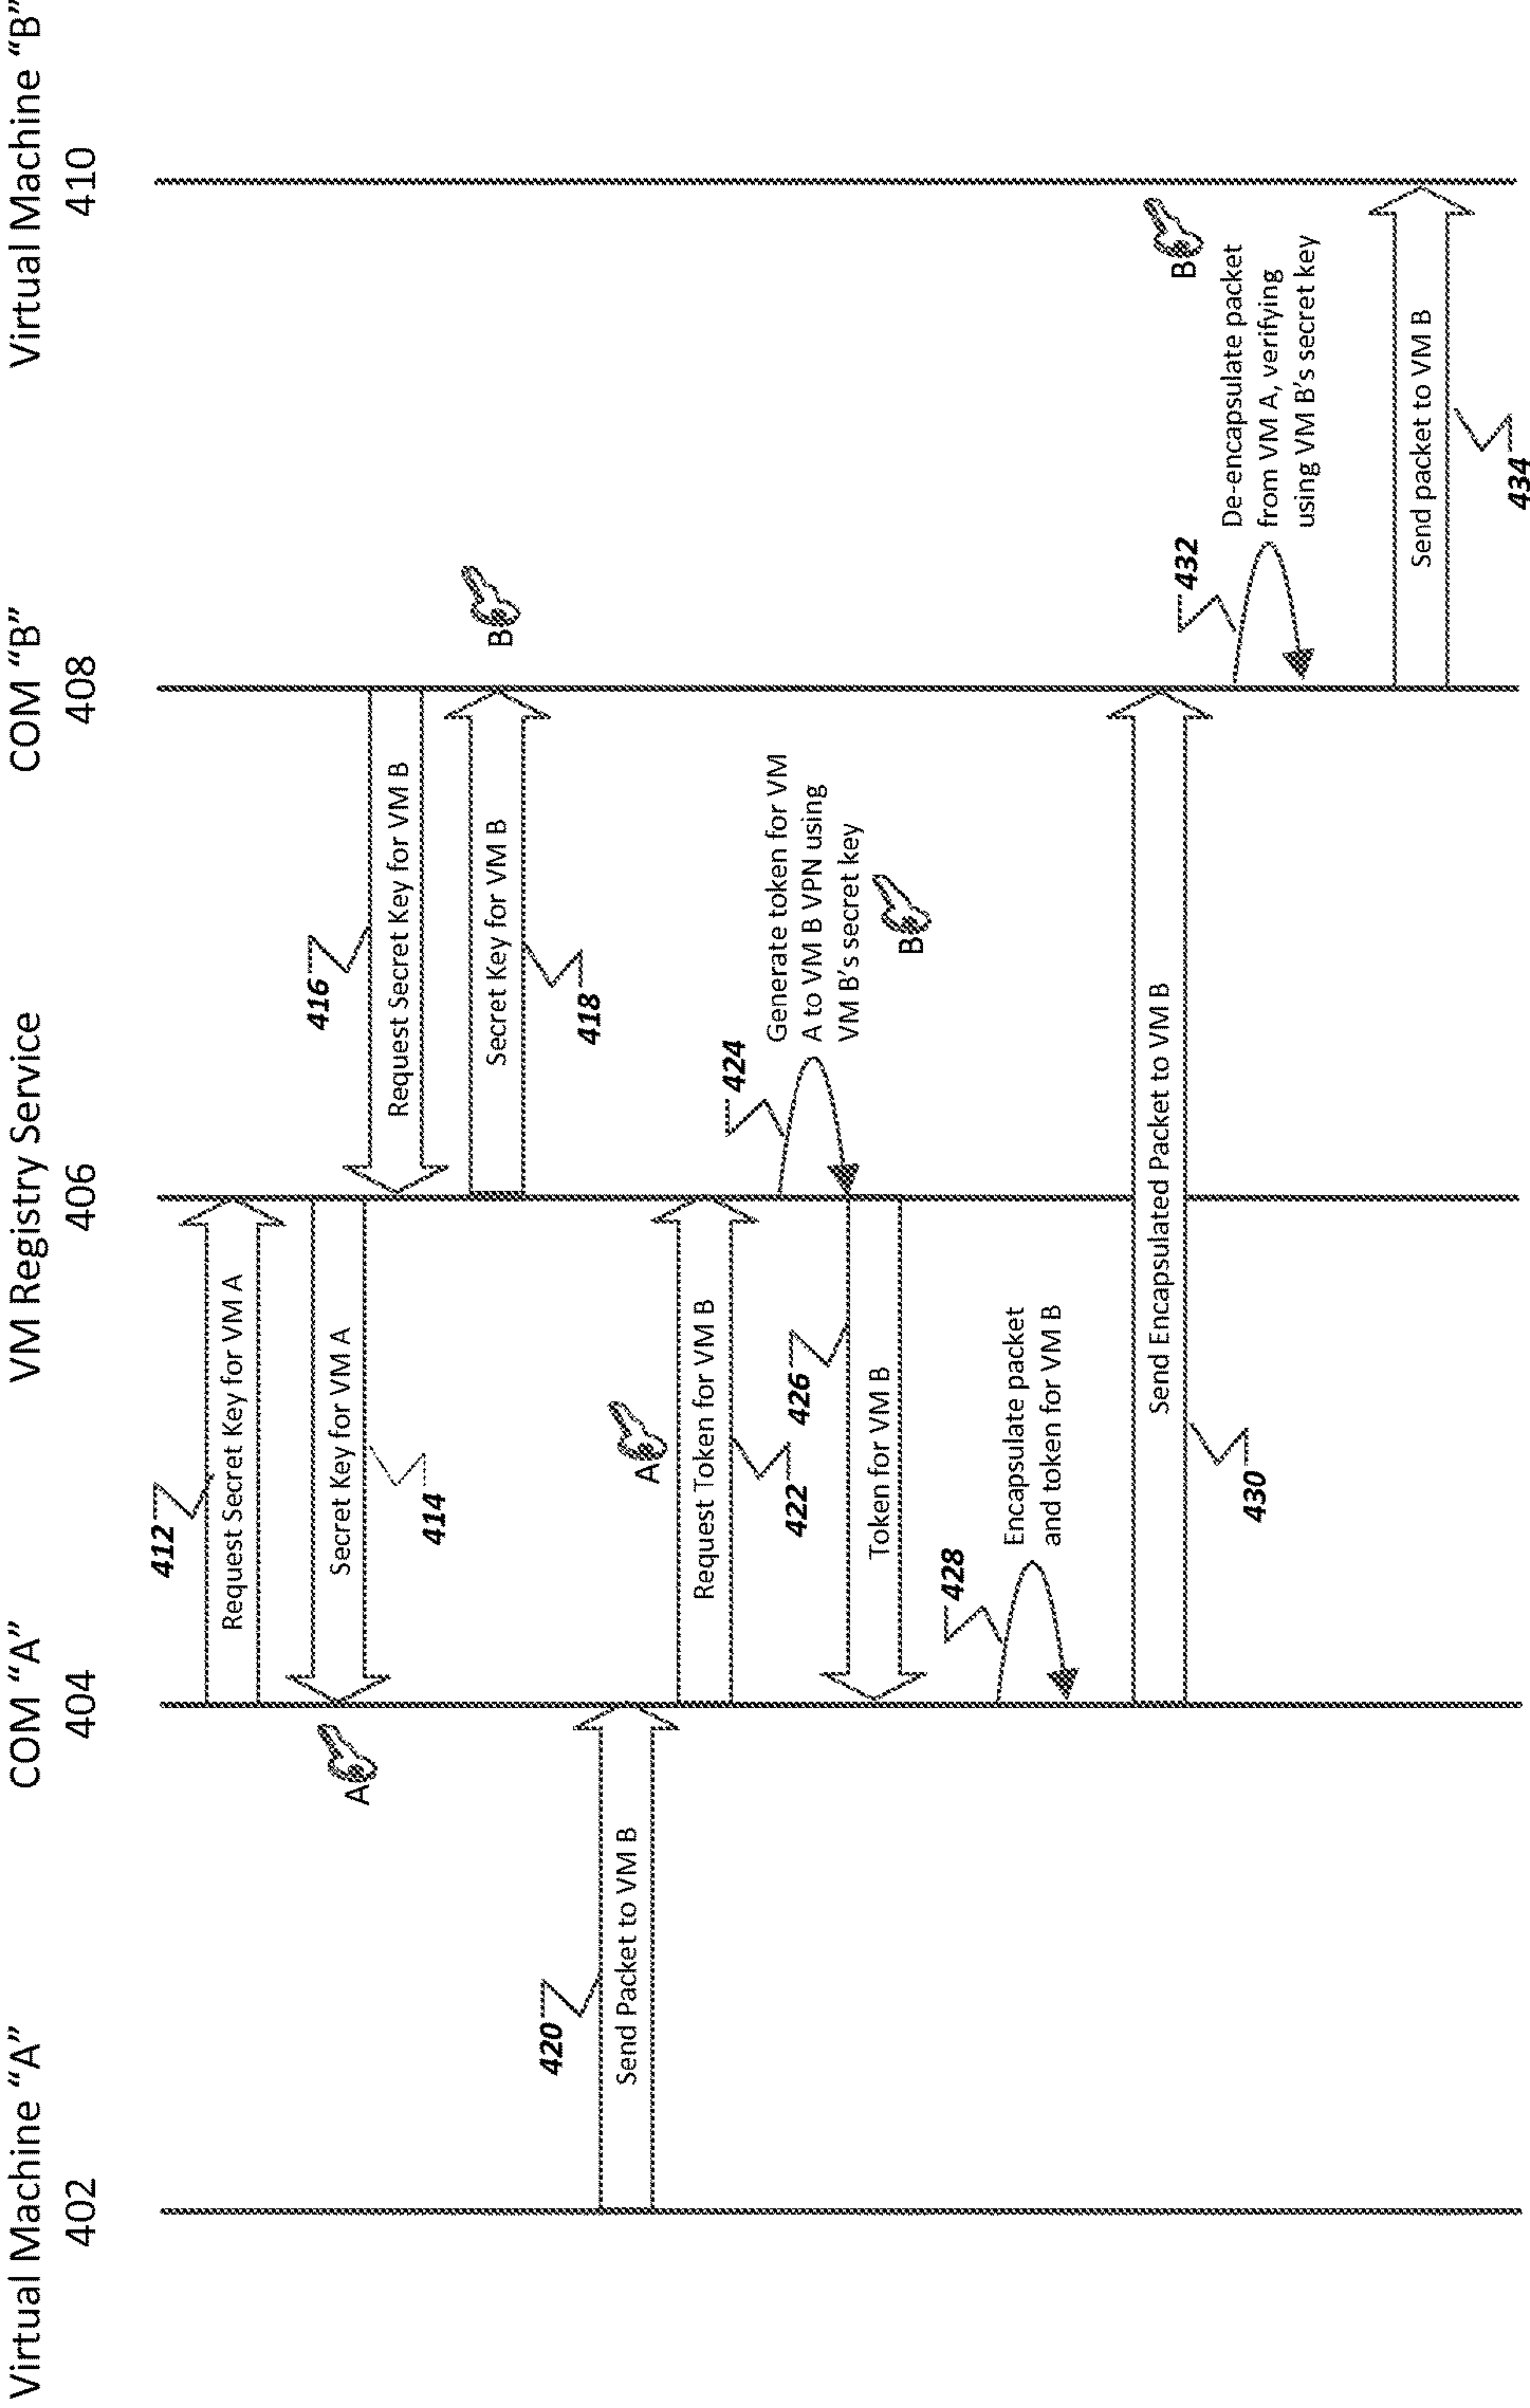 Virtual Machine “A”
402
COM “A”
404
VM Registry Service
406
COM “B”
408
Virtual Machine “B”
410
412
Request Secret Key for VM A
Secret Key for VM A
414
A
416
Request Secret Key for VM B
Secret Key for VM B
418
B
420
Send Packet to VM B
A
Request Token for VM B
422
424
Generate token for VM
A to VM B VPN using
VM B’s secret key
B
426
Token for VM B
428
Encapsulate packet
and token for VM B
Send Encapsulated Packet to VM B
430
432
B
De-encapsulate packet
from VM A, verifying
using VM B’s secret key
Send packet to VM B
434